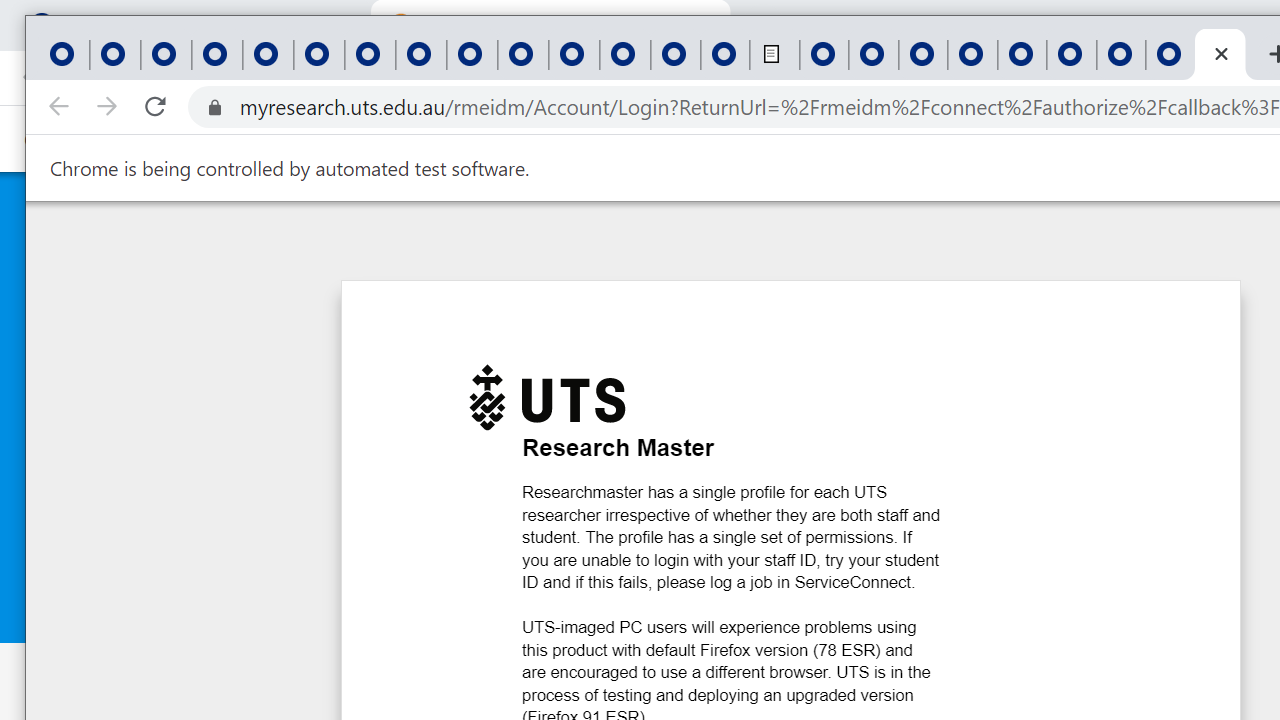 myresearch.uts.edu.au/rmeidm/Account/Login?ReturnUrl=%2Frmeidm%2Fconnect%2Fauthorize%2Fcallback%3F
Chrome is being controlled by automated test software.
UTS
Research Master
Researchmaster has a single profile for each UTS
researcher irrespective of whether they are both staff and
student. The profile has a single set of permissions. If
you are unable to login with your staff ID, try your student
ID and if this fails, please log a job in ServiceConnect.
UTS-imaged PC users will experience problems using
this product with default Firefox version (78 ESR) and
are encouraged to use a different browser. UTS is in the
process of testing and deploying an upgraded version
(Firefox 91 ESR)